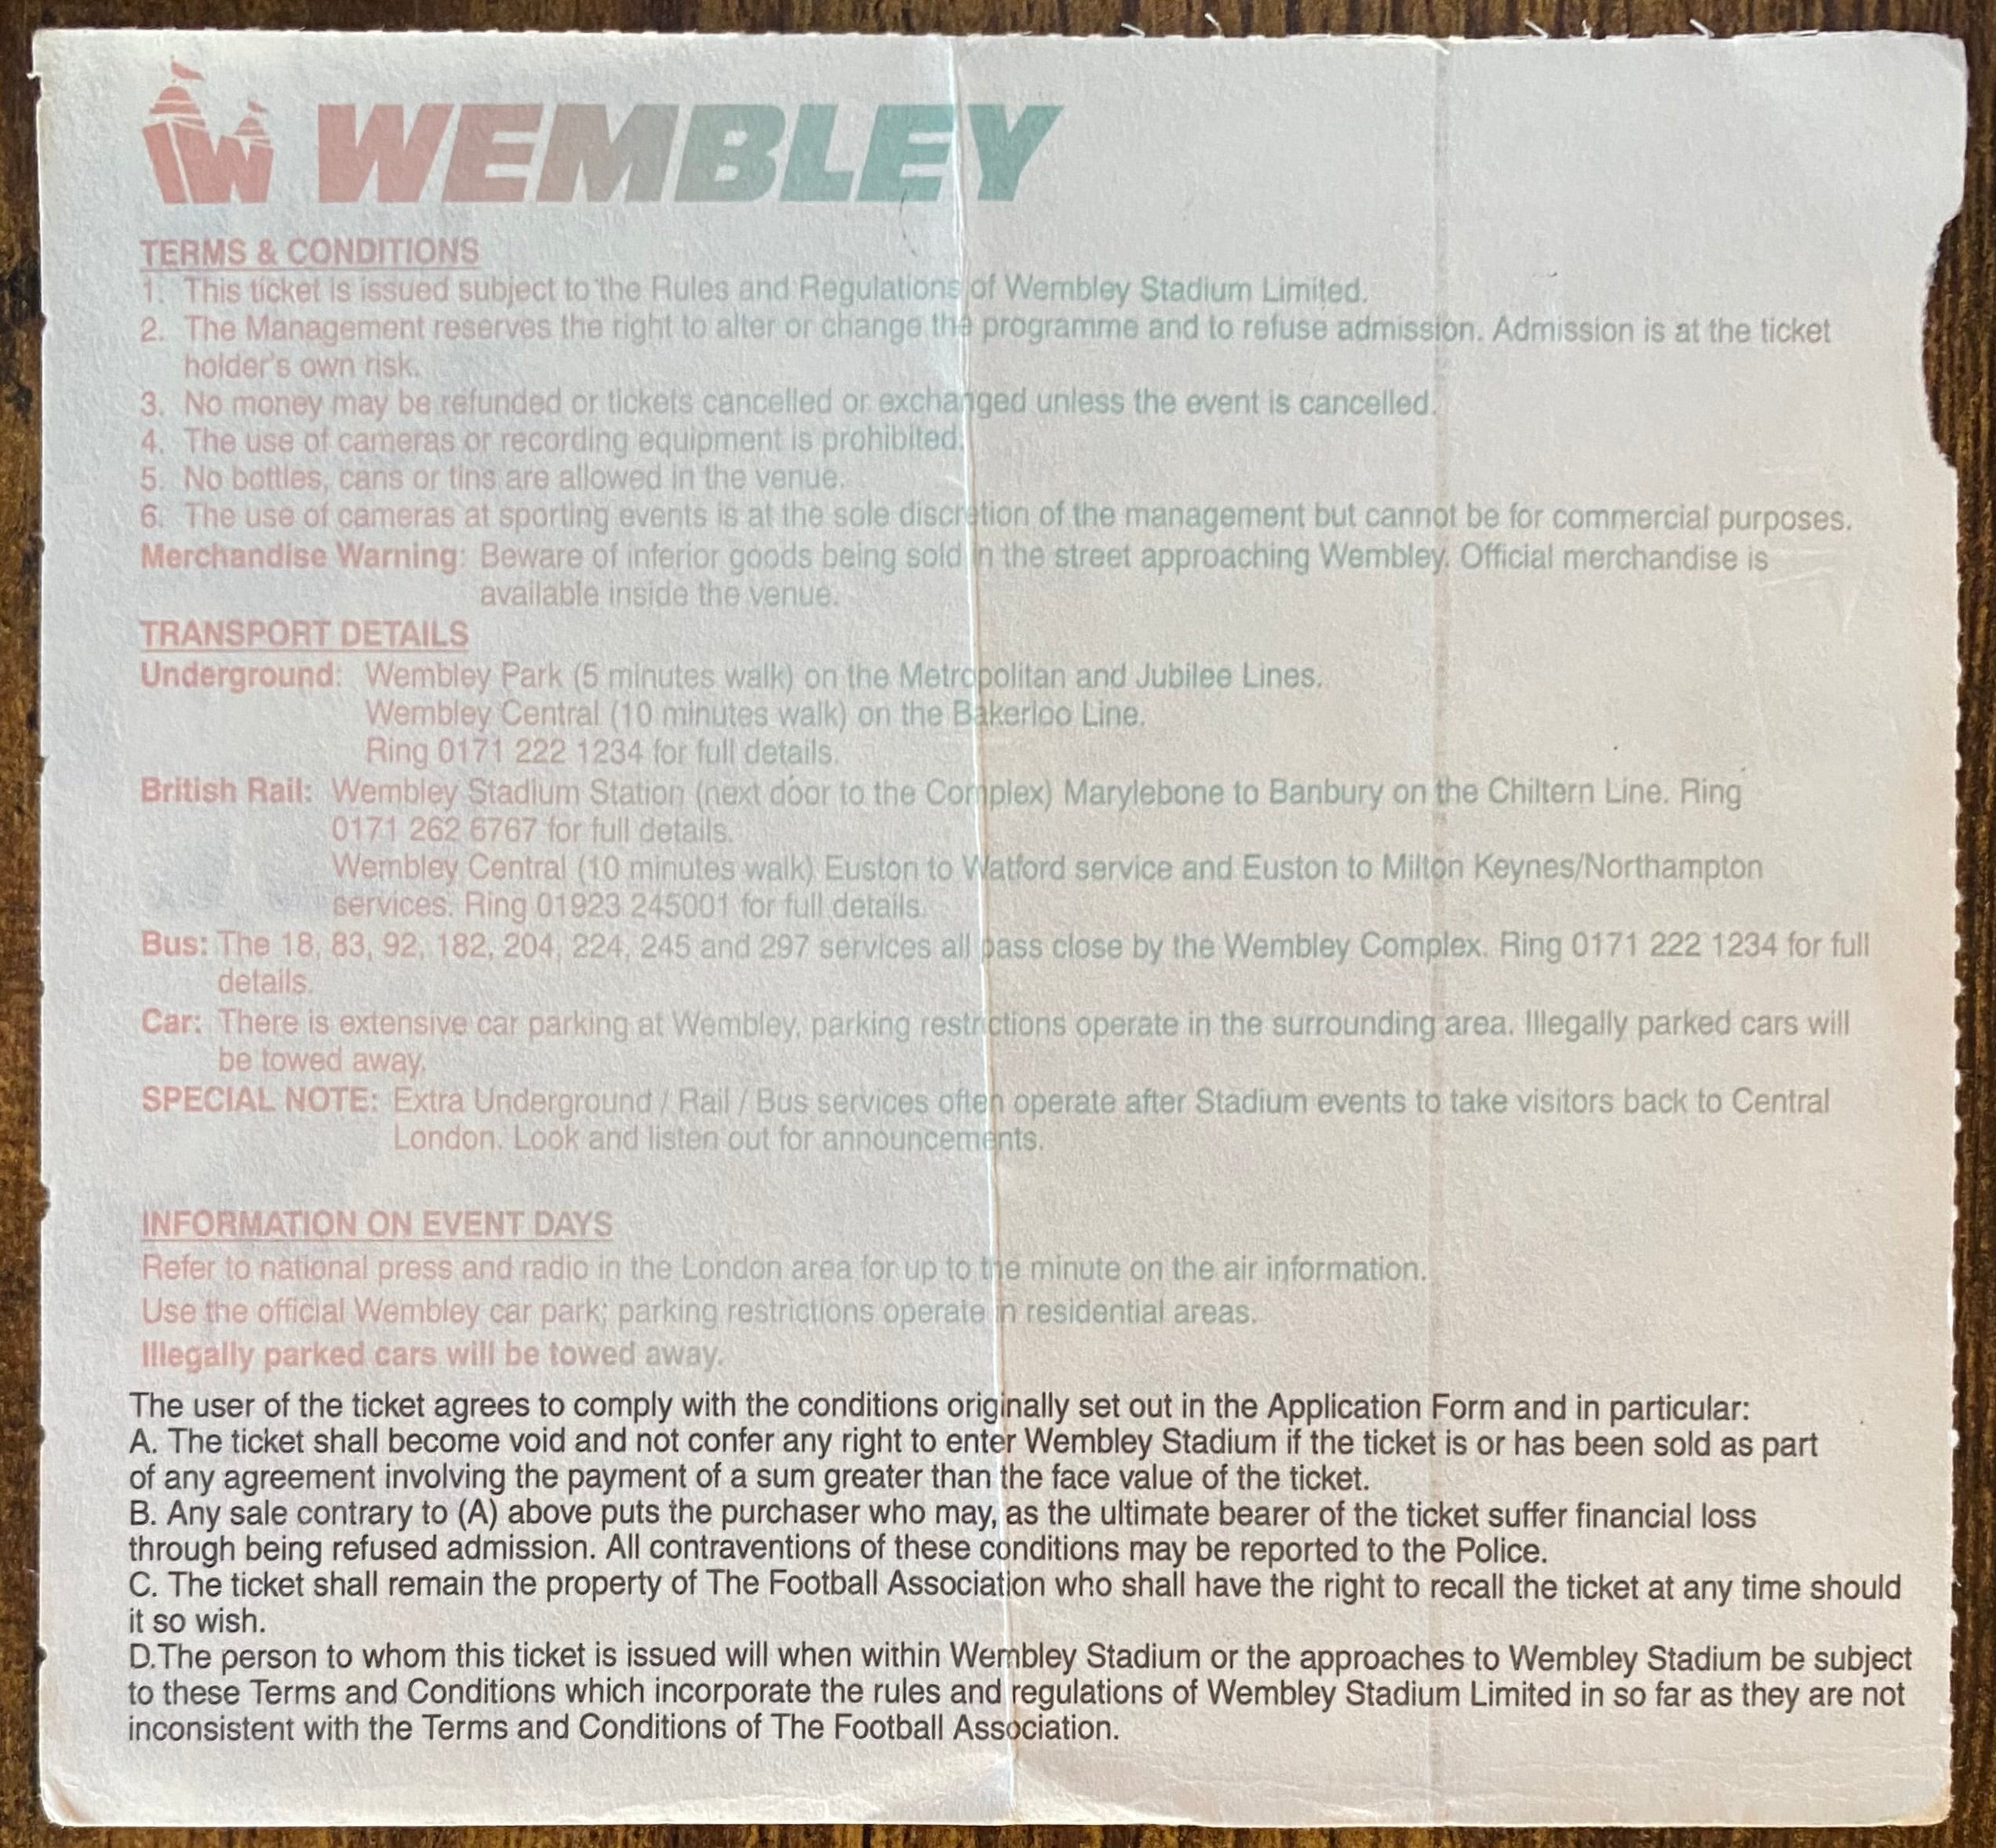 WEMBLEY
TERMS & CONDITIONS
1. This ticket is issued subject to the Rules and Regulations of Wembley Stadium Limited.
2. The Management reserves the right to alter or change the programme and to refuse admission. Admission is at the ticket
holder's own risk.
3. No money may be refunded or tickets cancelled or exchanged unless the event is cancelled.
4. The use of cameras or recording equipment is prohibited.
5. No bottles, cans or tins are allowed in the venue.
6. The use of cameras at sporting events is at the sole discretion of the management but cannot be for commercial purposes.
Merchandise Warning: Beware of inferior goods being sold in the street approaching Wembley. Official merchandise is
available inside the venue.
TRANSPORT DETAILS
Underground: Wembley Park (5 minutes walk) on the Metropolitan and Jubilee Lines.
Wembley Central (10 minutes walk) on the Bakerloo Line.
Ring 0171 222 1234 for full details.
British Rail: Wembley Stadium Station (next door to the Complex) Marylebone to Banbury on the Chiltern Line. Ring
0171 262 6767 for full details.
Wembley Central (10 minutes walk) Euston to Watford service and Euston to Milton Keynes/Northampton
services. Ring 01923 245001 for full details.
Bus: The 18, 83, 92, 182, 204, 224, 245 and 297 services all pass close by the Wembley Complex. Ring 0171 222 1234 for full
details.
Car: There is extensive car parking at Wembley, parking restrictions operate in the surrounding area. Illegally parked cars will
be towed away.
SPECIAL NOTE: Extra Underground / Rail / Bus services often operate after Stadium events to take visitors back to Central
London. Look and listen out for announcements.
INFORMATION ON EVENT DAYS
Refer to national press and radio in the London area for up to the minute on the air information.
Use the official Wembley car park; parking restrictions operate in residential areas.
Illegally parked cars will be towed away.
The user of the ticket agrees to comply with the conditions originally set out in the Application Form and in particular:
A. The ticket shall become void and not confer any right to enter Wembley Stadium if the ticket is or has been sold as part
of any agreement involving the payment of a sum greater than the face value of the ticket.
B. Any sale contrary to (A) above puts the purchaser who may, as the ultimate bearer of the ticket suffer financial loss
through being refused admission. All contraventions of these conditions may be reported to the Police.
C. The ticket shall remain the property of The Football Association who shall have the right to recall the ticket at any time should
it so wish.
D.The person to whom this ticket is issued will when within Wembley Stadium or the approaches to Wembley Stadium be subject
to these Terms and Conditions which incorporate the rules and regulations of Wembley Stadium Limited in so far as they are not
inconsistent with the Terms and Conditions of The Football Association.